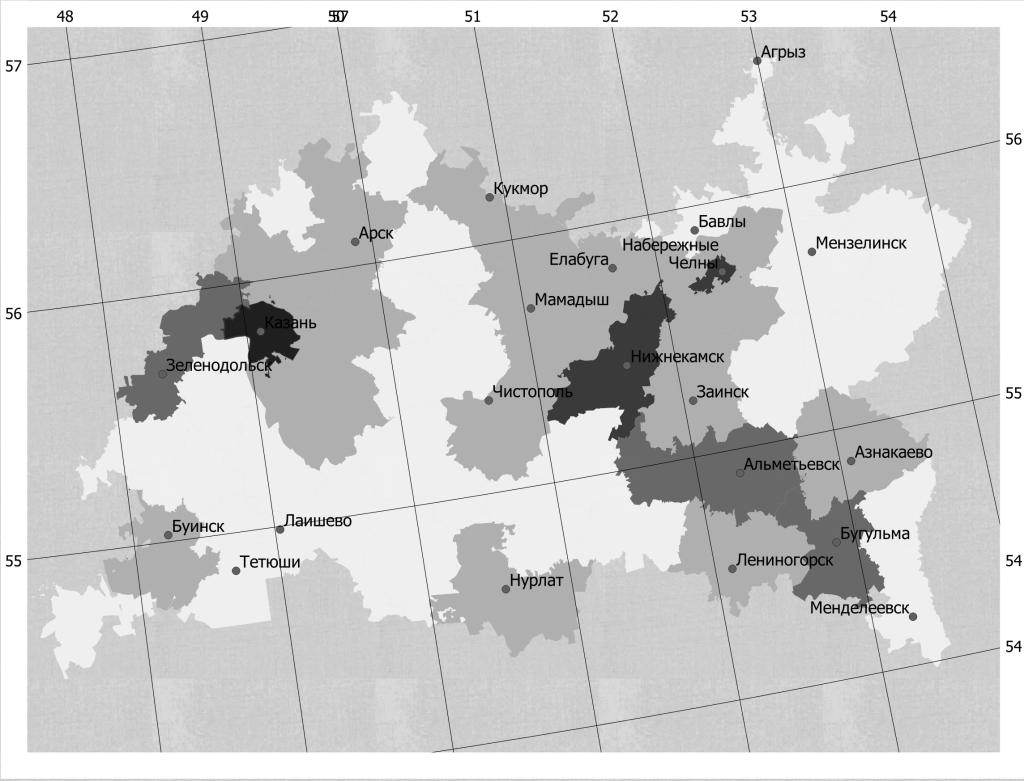 48 49 50 57 51 52 53 54
57
Агрыз
56
Кукмор
Бавлы
Арск
Набережные
Мензелинск
Елабуга
Челны
Мамадыш
56
Казань
Нижнекамск
Зеленодольск
Чистополь
Заинск
55
Азнакаево
Альметьевск
Буинск
Лаишево
Бугульма
55
Тетюши
Лениногорск
54
Нурлат
Менделеевск
54